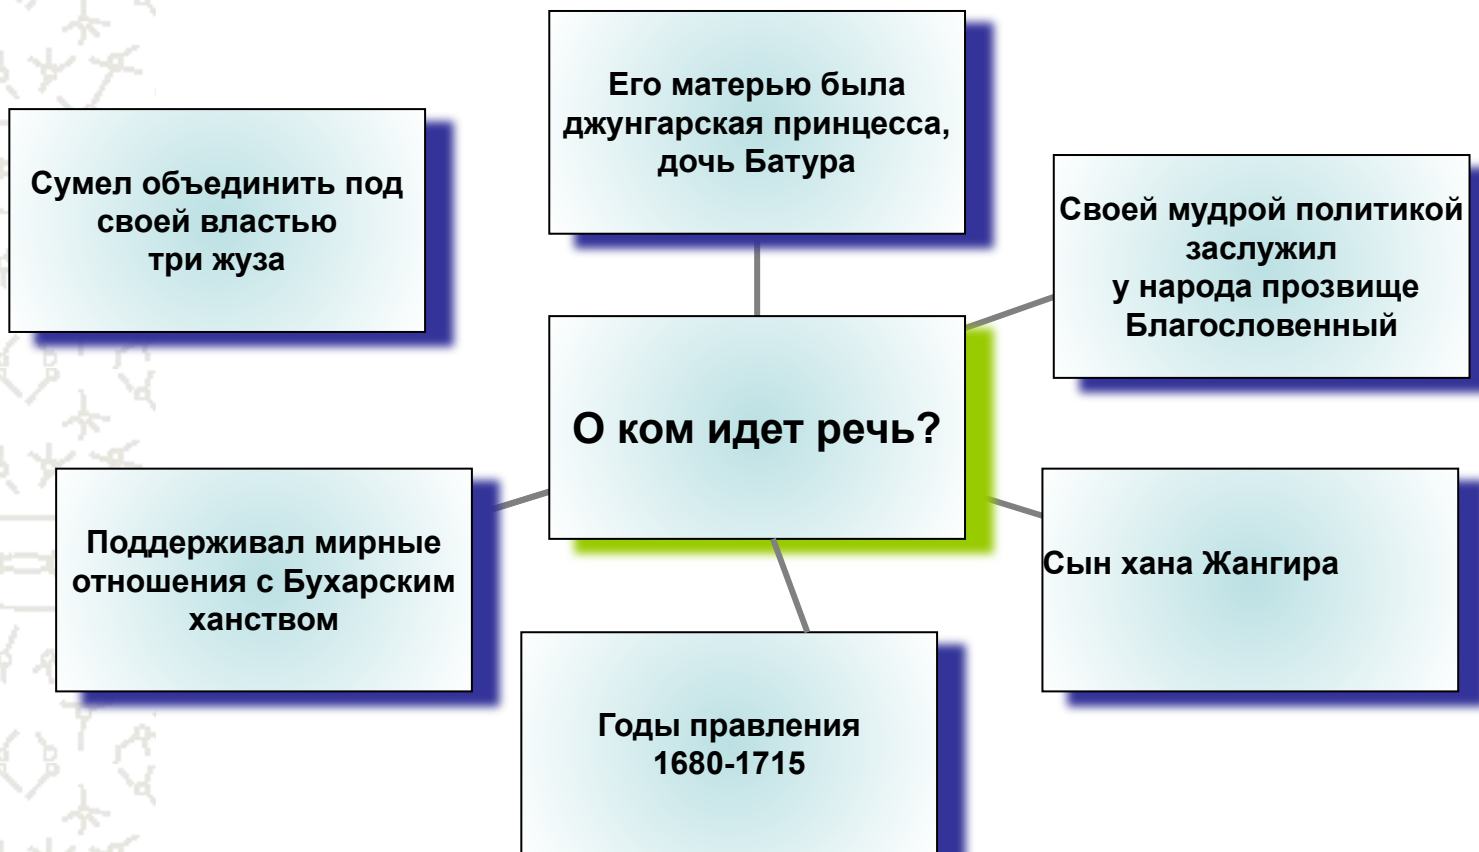 Его матерью была
джунгарская принцесса,
дочь Батура
Сумел объединить под
своей властью
три жуза
Своей мудрой политикой
заслужил
у народа прозвище
Благословенный
О ком идет речь?
Поддерживал мирные
отношения с Бухарским
ханством
Сын хана Жангира
Годы правления
1680-1715